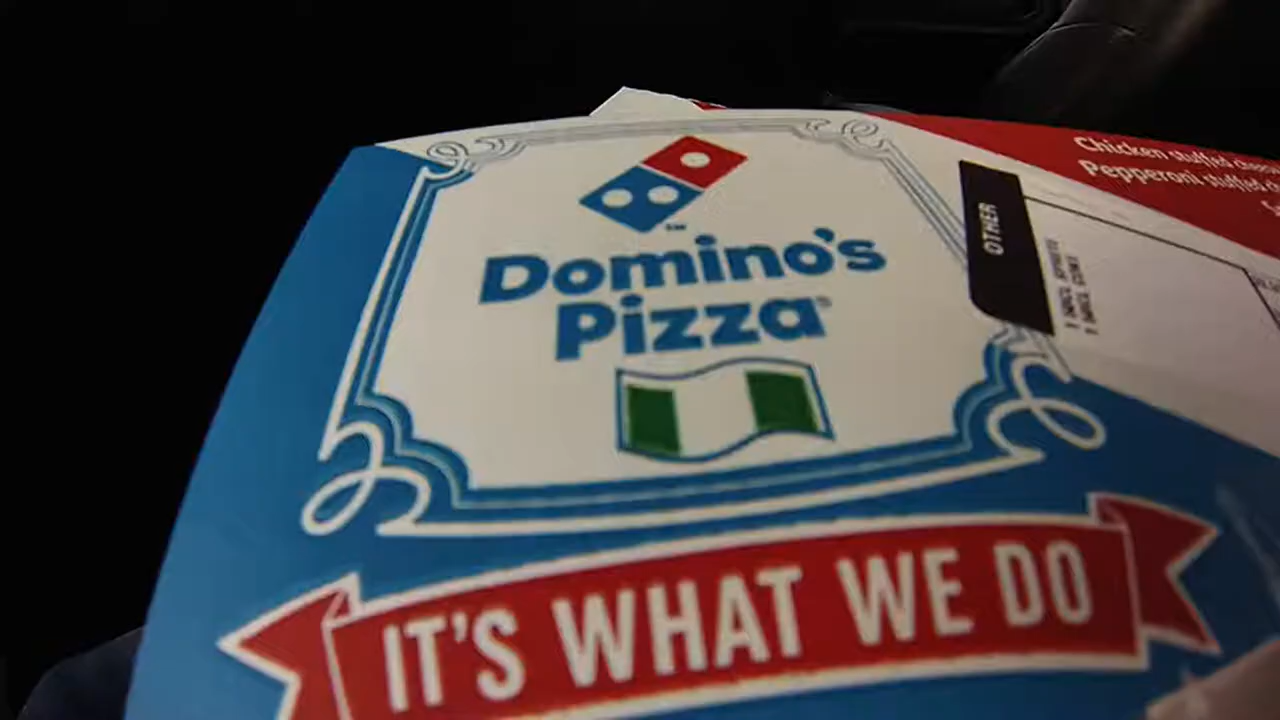 Domino's
Pizza
IT'S WHAT WE DO
OTHER
Chicken stuffed
Pepperoni stuffed